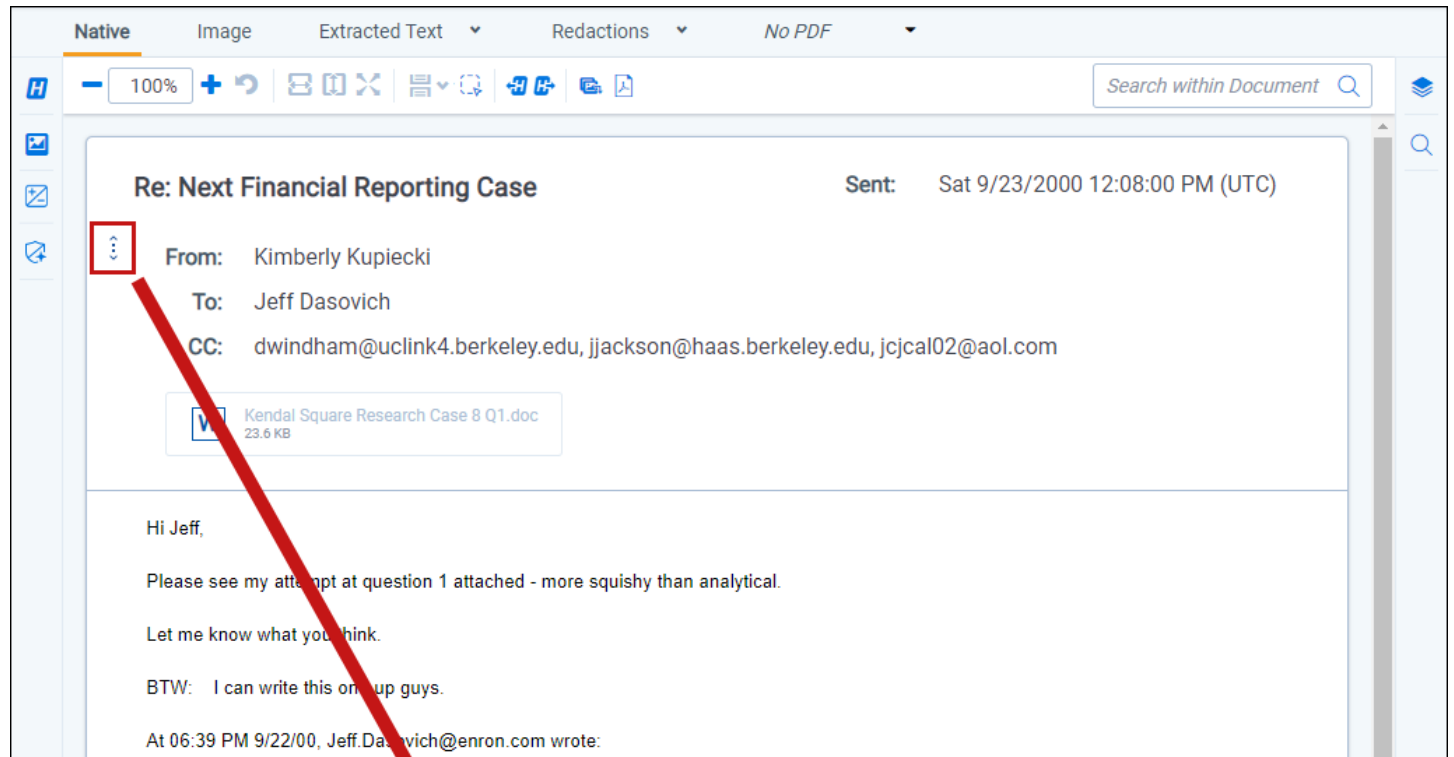 Native Image Extracted Text Redactions No PDF
100% Search within Document
Re: Next Financial Reporting Case Sent: Sat 9/23/2000 12:08:00 PM (UTC)
From: Kimberly Kupiecki
To: Jeff Dasovich
CC: dwindham@uclink4.berkeley.edu, jjackson@haas.berkeley.edu, jcjcal02@aol.com
W Kendal Square Research Case 8 Q1.doc
23.6 KB
Hi Jeff,
Please see my attempt at question 1 attached - more squishy than analytical.
Let me know what you think.
BTW: I can write this one up guys.
At 06:39 PM 9/22/00, Jeff.Dasovich@enron.com wrote: